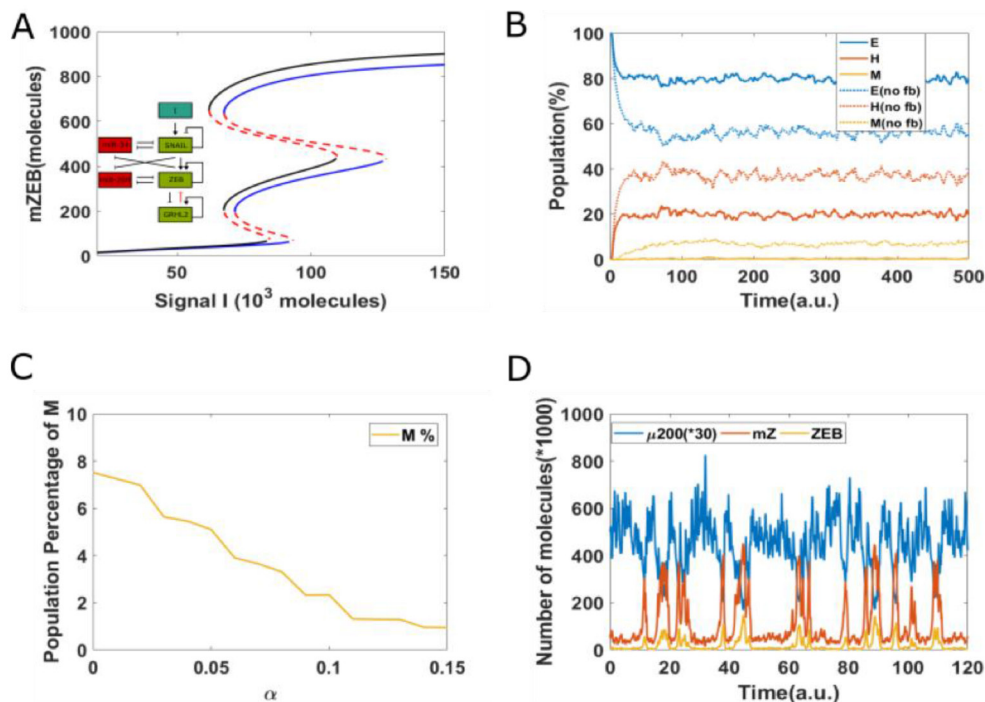 A
1000
800
600
400
200
0
mZEB(molecules)
50
100
150
Signal I (10³ molecules)
I
SNAIL
ZEB
GRHL2
B
100
80
60
40
20
0
Population(%)
E
H
M
E(no fb)
H(no fb)
M(no fb)
0
100
200
300
400
500
Time(a.u.)
C
10
8
6
4
2
0
Population Percentage of M
M %
0
0.05
0.1
0.15
α
D
1000
800
600
400
200
0
Number of molecules(*1000)
μ200(*30)
mZ
ZEB
0
20
40
60
80
100
120
Time(a.u.)